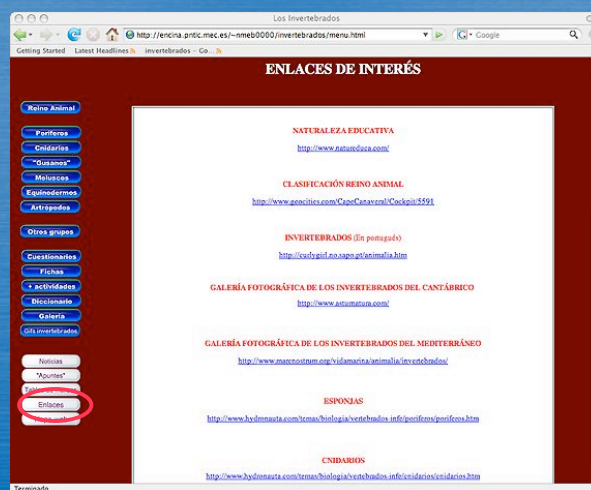 Los Invertebrados
http://encina.pntic.mec.es/~nmeb0000/invertebrados/menu.html
Google
Getting Started Latest Headlines invertebrados - Go...
ENLACES DE INTERÉS
Reino Animal
Poríferos
Cnidarios
"Gusanos"
Moluscos
Equinodermos
Artrópodos
Otros grupos
Cuestionarios
Fichas
+ actividades
Diccionario
Galería
Gifs invertebrados
Noticias
"Apuntes"
Enlaces
NATURALEZA EDUCATIVA
http://www.natureduca.com/
CLASIFICACIÓN REINO ANIMAL
http://www.geocities.com/CapeCanaveral/Cockpit/5591
INVERTEBRADOS (En portugués)
http://curlygirl.no.sapo.pt/animalia.htm
GALERÍA FOTOGRÁFICA DE LOS INVERTEBRADOS DEL CANTÁBRICO
http://www.asturnatura.com/
GALERÍA FOTOGRÁFICA DE LOS INVERTEBRADOS DEL MEDITERRÁNEO
http://www.marenostrum.org/vidamarina/animalia/invertebrados/
ESPONJAS
http://www.hydronauta.com/temas/biologia/vertebrados-info/poriferos/poriferos.htm
CNIDARIOS
http://www.hydronauta.com/temas/biologia/vertebrados-info/cnidarios/cnidarios.htm
Terminado